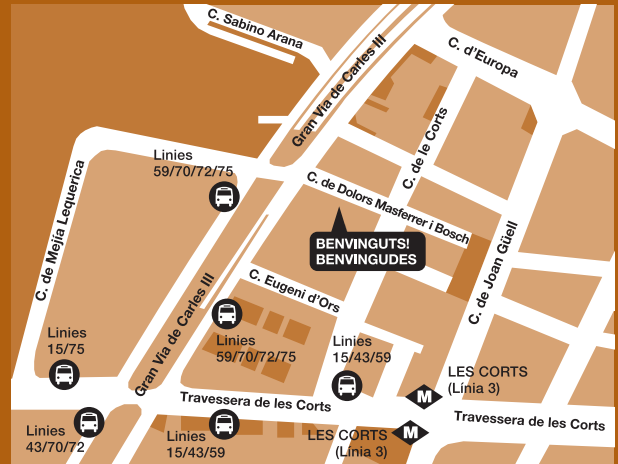 C. Sabino Arana
Gran Via de Carles III
C. d'Europa
C. de le Corts
Linies
59/70/72/75
C. de Mejía Lequerica
C. de Dolors Masferrer i Bosch
BENVINGUTS!
BENVINGUDES
C. de Joan Güell
C. Eugeni d'Ors
Gran Via de Carles III
Linies
59/70/72/75
Linies
15/43/59
Linies
15/75
LES CORTS
(Línia 3)
M
Travessera de les Corts
Travessera de les Corts
Linies
43/70/72
Linies
15/43/59
LES CORTS
(Línia 3)
M